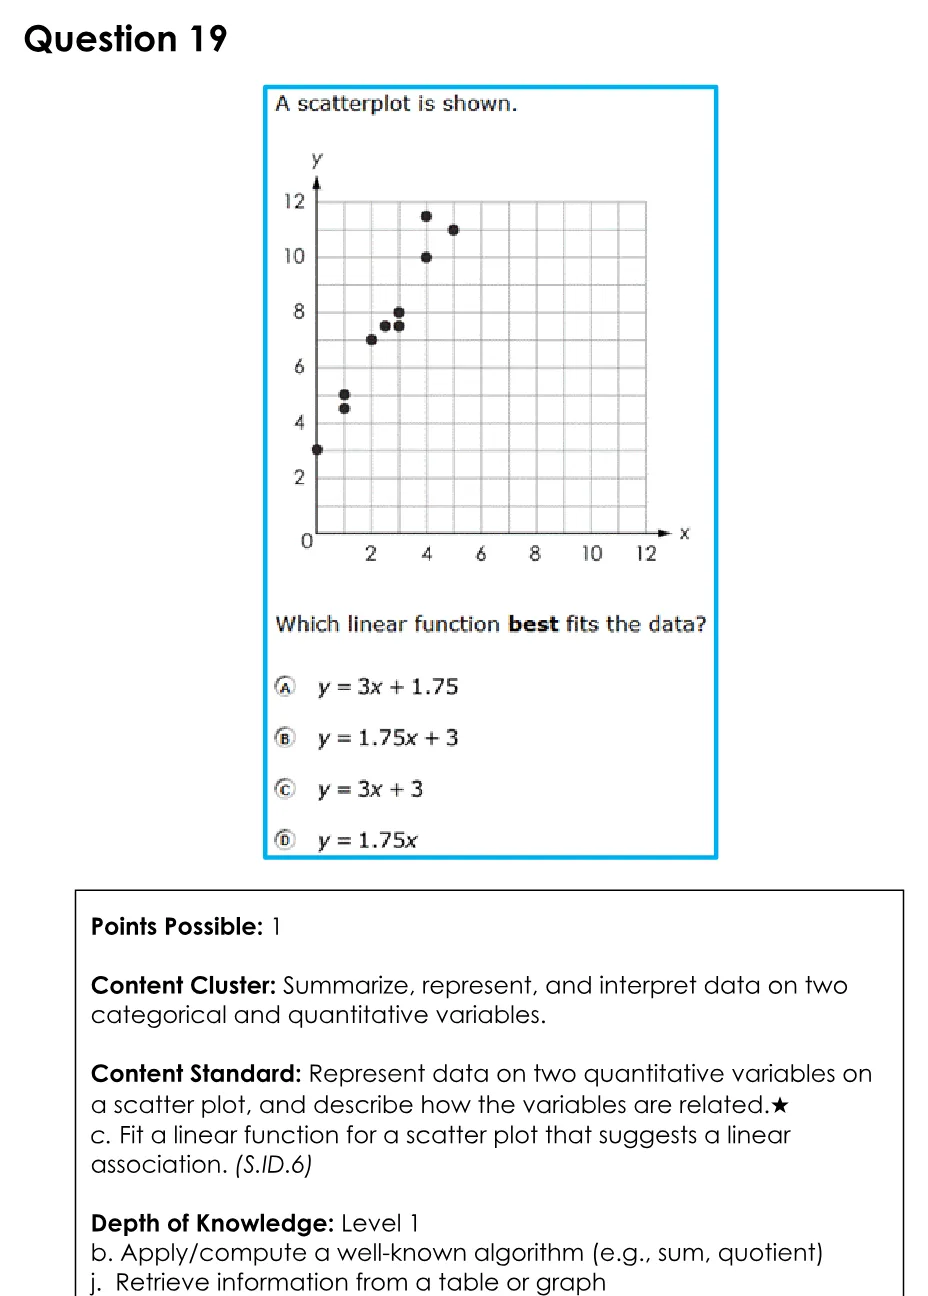 Question 19
A scatterplot is shown.
y
12
10
8
6
4
2
0
2 4 6 8 10 12
x
Which linear function best fits the data?
A y = 3x + 1.75
B y = 1.75x + 3
C y = 3x + 3
D y = 1.75x
Points Possible: 1
Content Cluster: Summarize, represent, and interpret data on two
categorical and quantitative variables.
Content Standard: Represent data on two quantitative variables on
a scatter plot, and describe how the variables are related.★
c. Fit a linear function for a scatter plot that suggests a linear
association. (S.ID.6)
Depth of Knowledge: Level 1
b. Apply/compute a well-known algorithm (e.g., sum, quotient)
j. Retrieve information from a table or graph